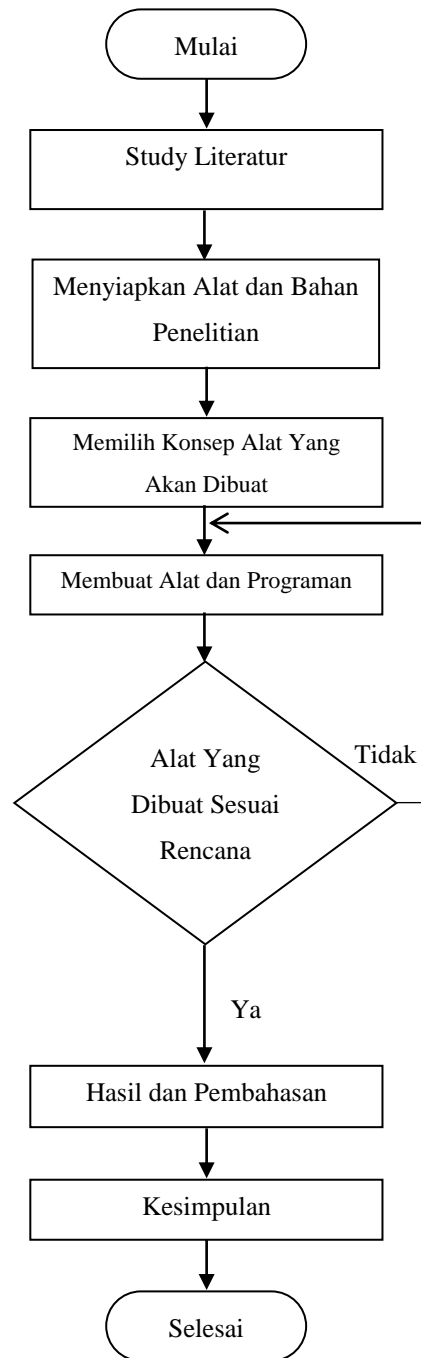 Mulai
Study Literatur
Menyiapkan Alat dan Bahan
Penelitian
Memilih Konsep Alat Yang
Akan Dibuat
Membuat Alat dan Programan
Alat Yang
Dibuat Sesuai
Rencana
Tidak
Ya
Hasil dan Pembahasan
Kesimpulan
Selesai